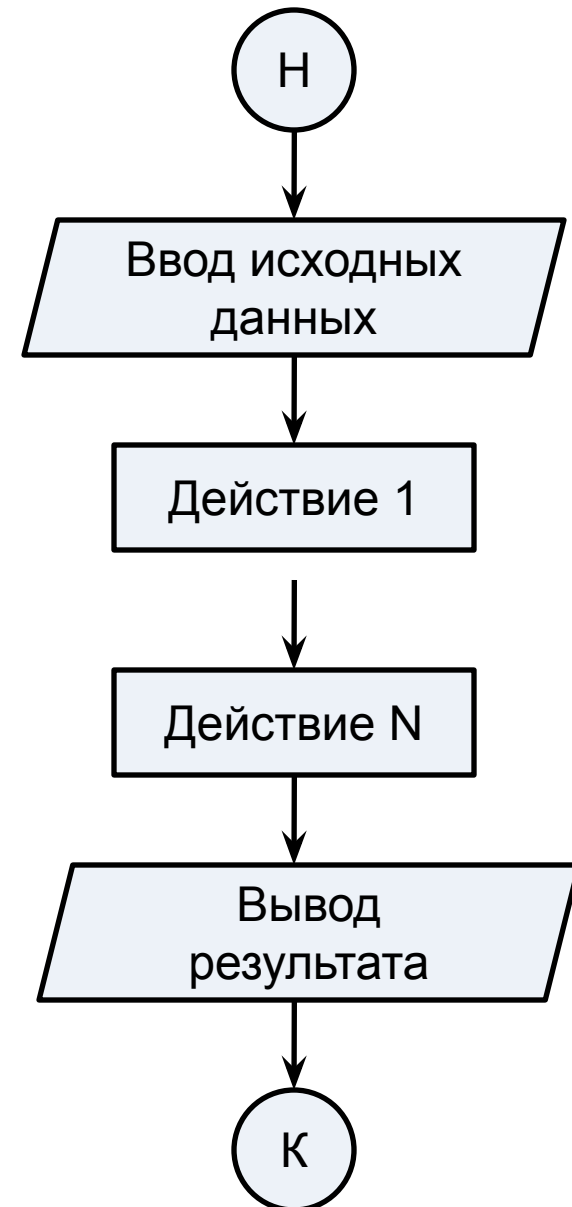 Н
Ввод исходных
данных
Действие 1
Действие N
Вывод
результата
К